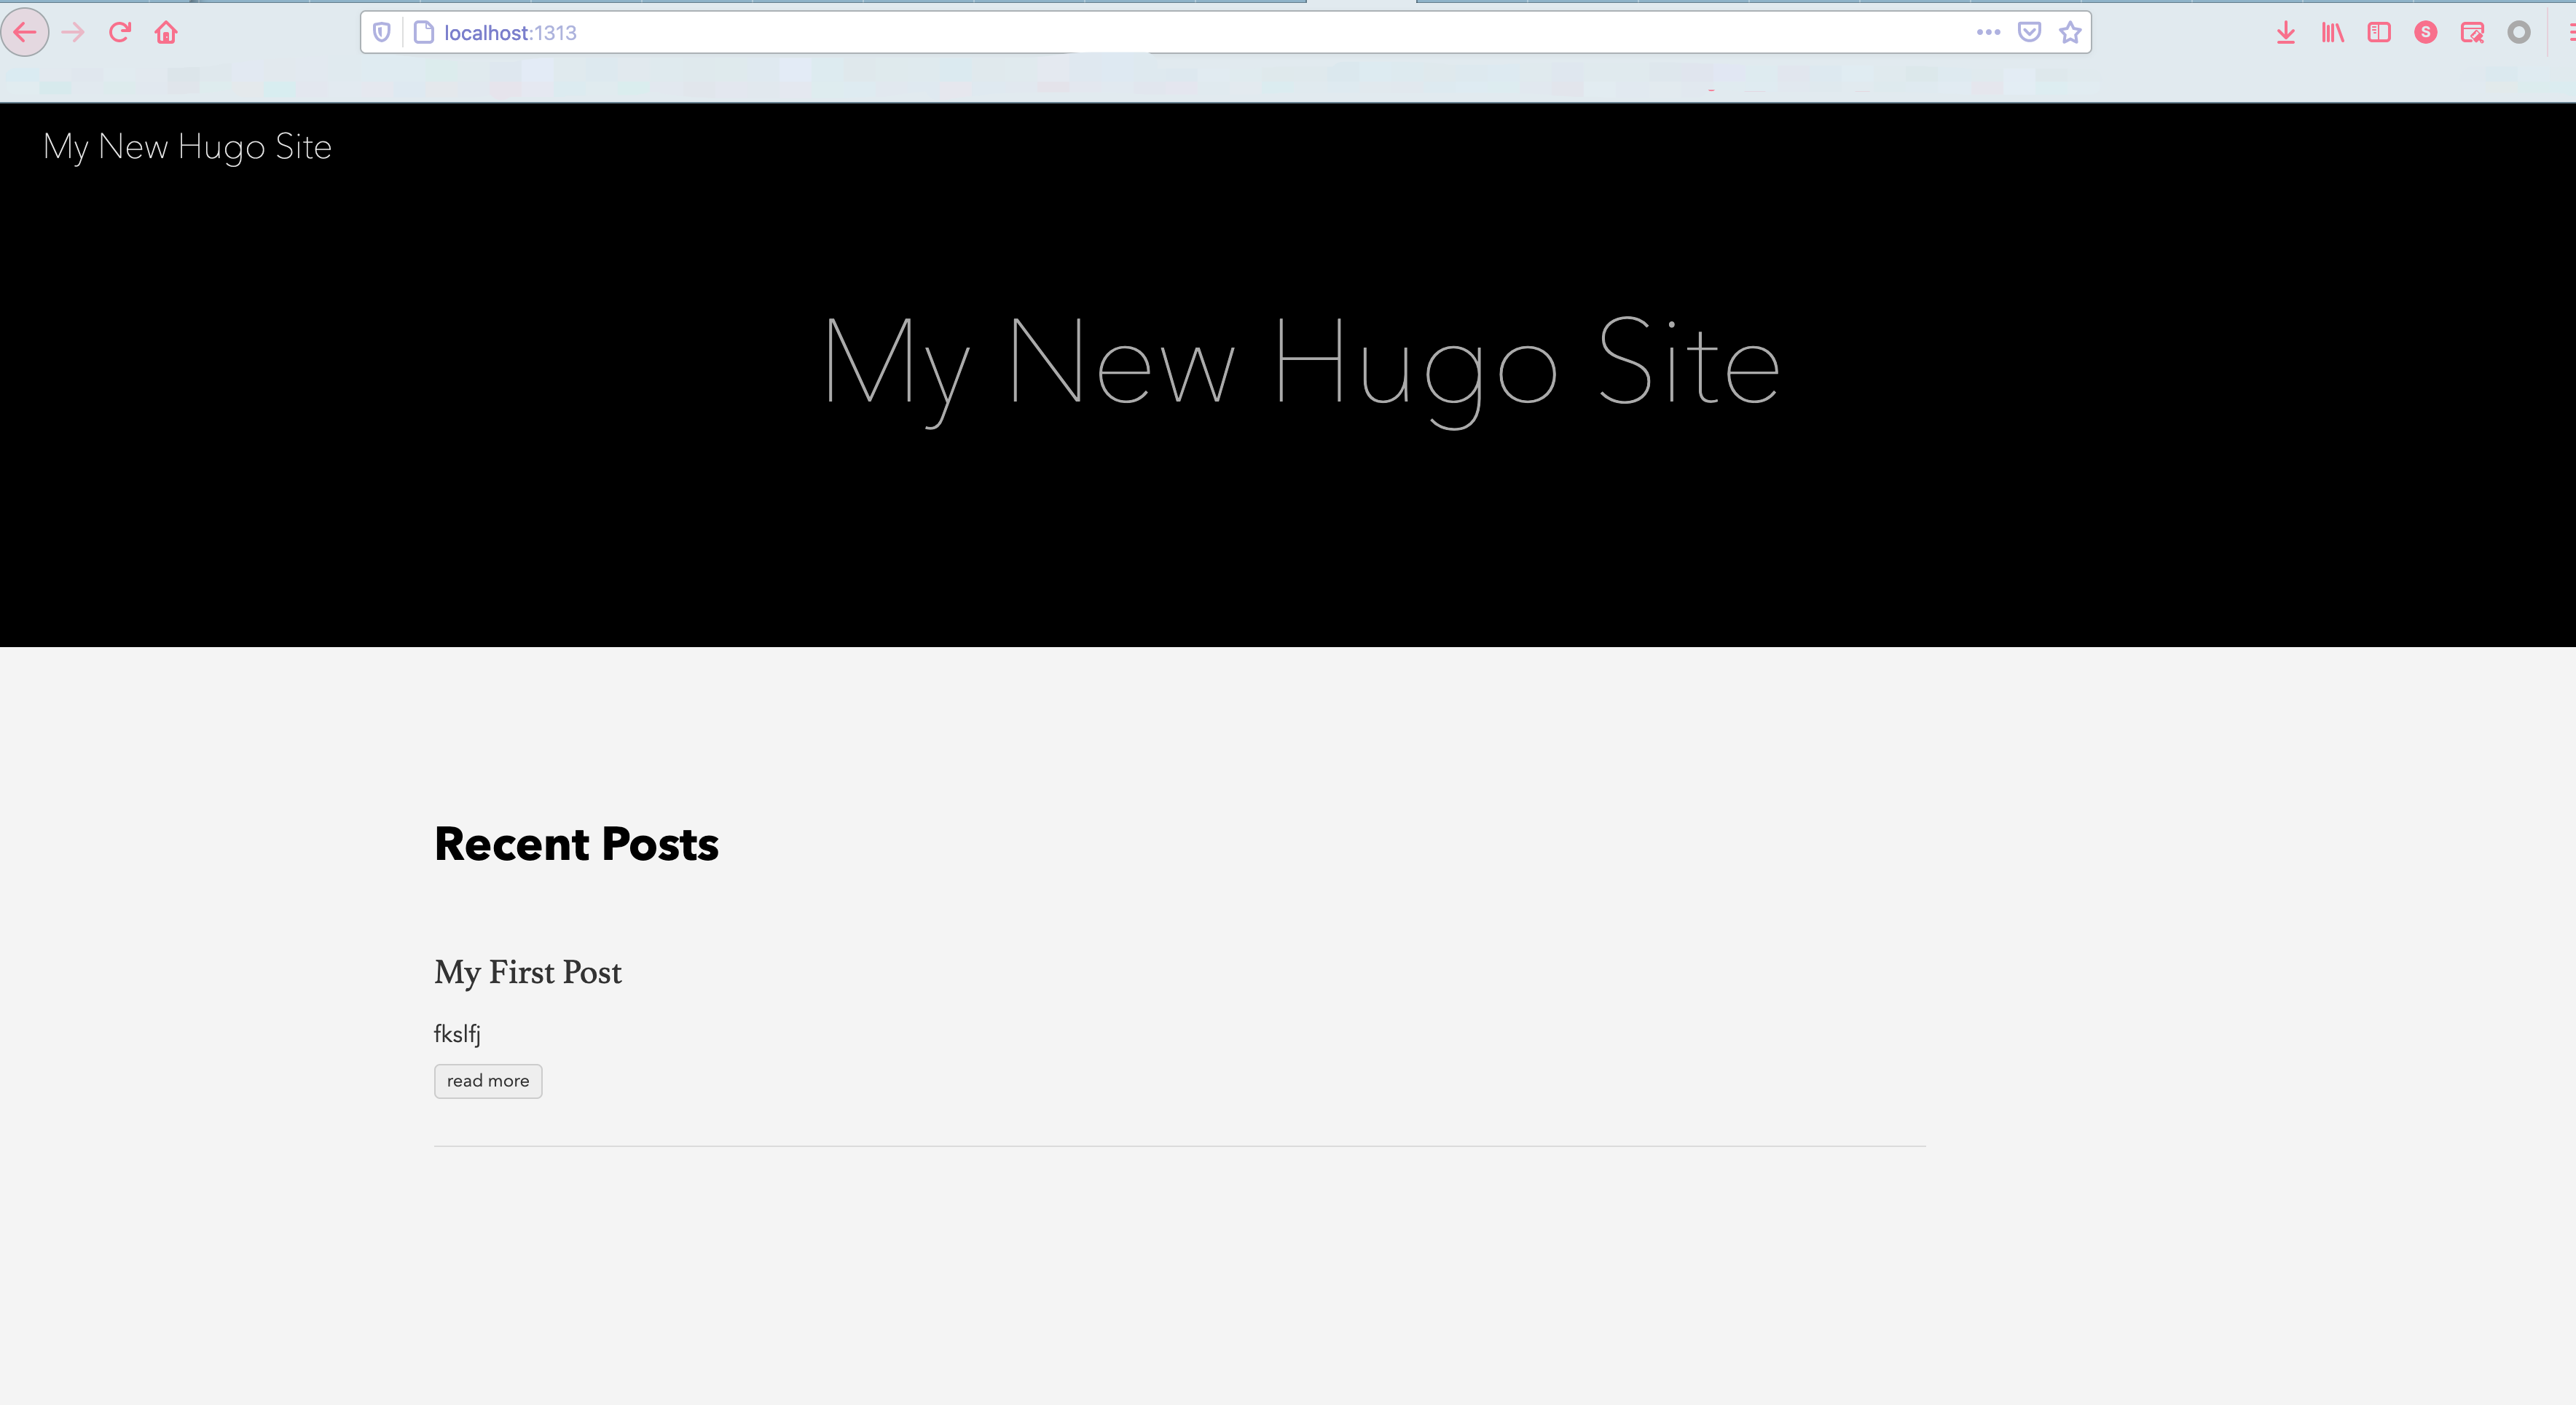 localhost:1313
S
My New Hugo Site
My New Hugo Site
Recent Posts
My First Post
fkslfj
read more